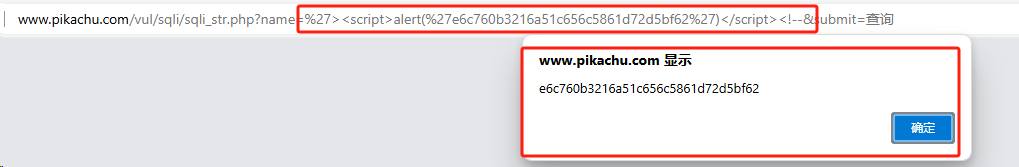 www.pikachu.com/vul/sqli/sqli_str.php?name=%27><script>alert(%27e6c760b3216a51c656c5861d72d5bf62%27)</script><!--&submit=查询
www.pikachu.com 显示
e6c760b3216a51c656c5861d72d5bf62
确定